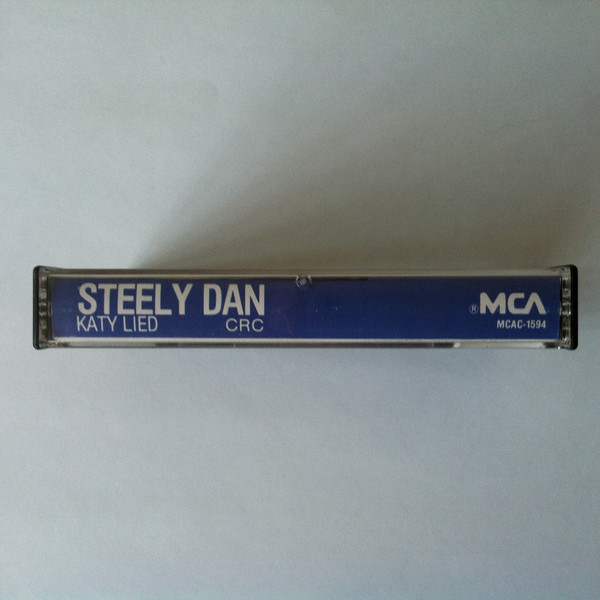 STEELY DAN
KATY LIED CRC
®MCA
MCAC-1594